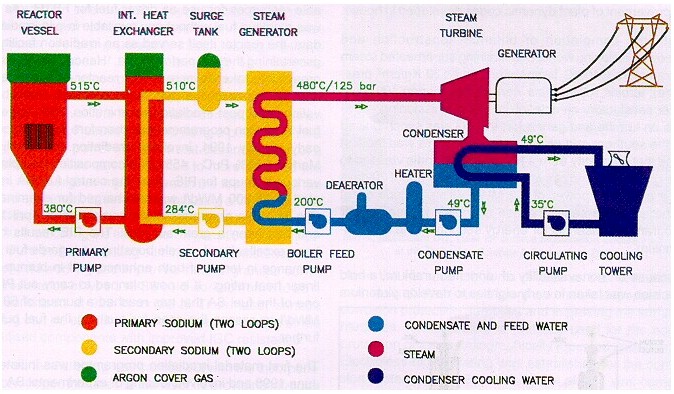 REACTOR VESSEL
INT. HEAT EXCHANGER
SURGE TANK
STEAM GENERATOR
STEAM TURBINE
GENERATOR
515°C
510°C
480°C/125 bar
CONDENSER
49°C
HEATER
DEAERATOR
380°C
284°C
200°C
49°C
35°C
PRIMARY PUMP
SECONDARY PUMP
BOILER FEED PUMP
CONDENSATE PUMP
CIRCULATING PUMP
COOLING TOWER
PRIMARY SODIUM (TWO LOOPS)
SECONDARY SODIUM (TWO LOOPS)
ARGON COVER GAS
CONDENSATE AND FEED WATER
STEAM
CONDENSER COOLING WATER